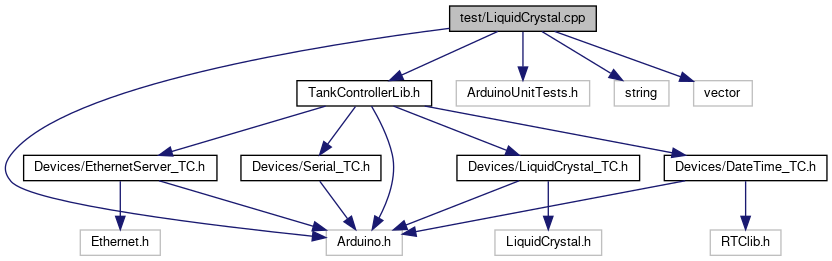 test/LiquidCrystal.cpp
TankControllerLib.h
ArduinoUnitTests.h
string
vector
Devices/EthernetServer_TC.h
Devices/Serial_TC.h
Devices/LiquidCrystal_TC.h
Devices/DateTime_TC.h
Ethernet.h
Arduino.h
LiquidCrystal.h
RTClib.h